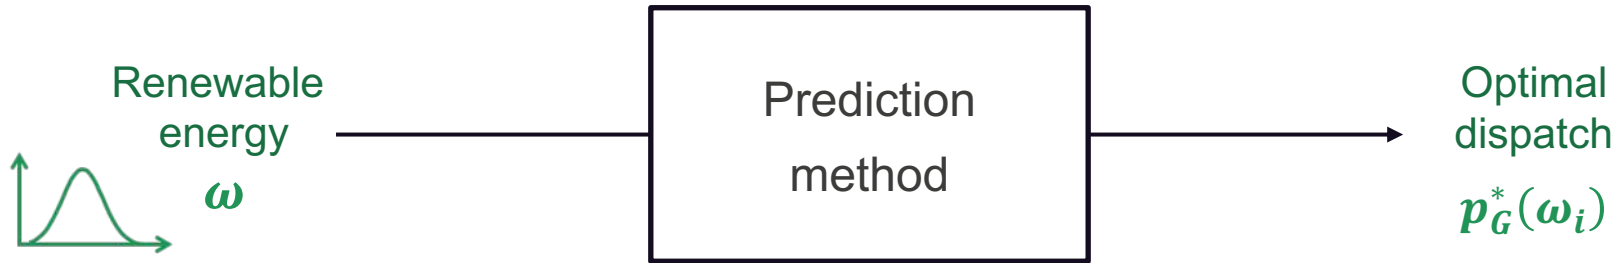 Renewable
energy
ω
Prediction
method
Optimal
dispatch
p*G(ωi)